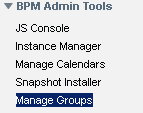 BPM Admin Tools
JS Console
Instance Manager
Manage Calendars
Snapshot Installer
Manage Groups